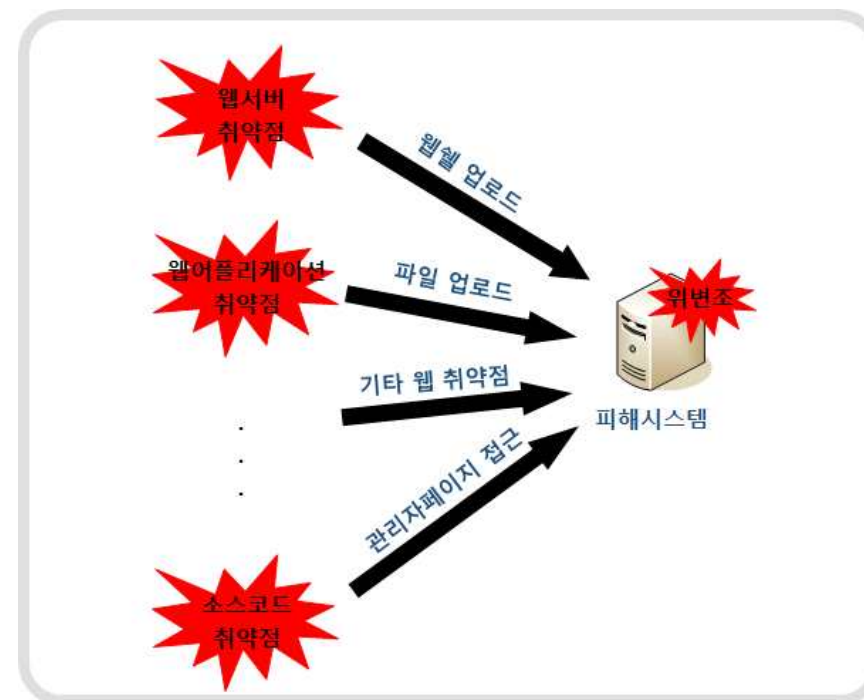 웹서버
취약점
웹쉘 업로드
웹어플리케이션
취약점
파일 업로드
위변조
기타 웹 취약점
피해시스템
.
.
.
관리자페이지 접근
소스코드
취약점